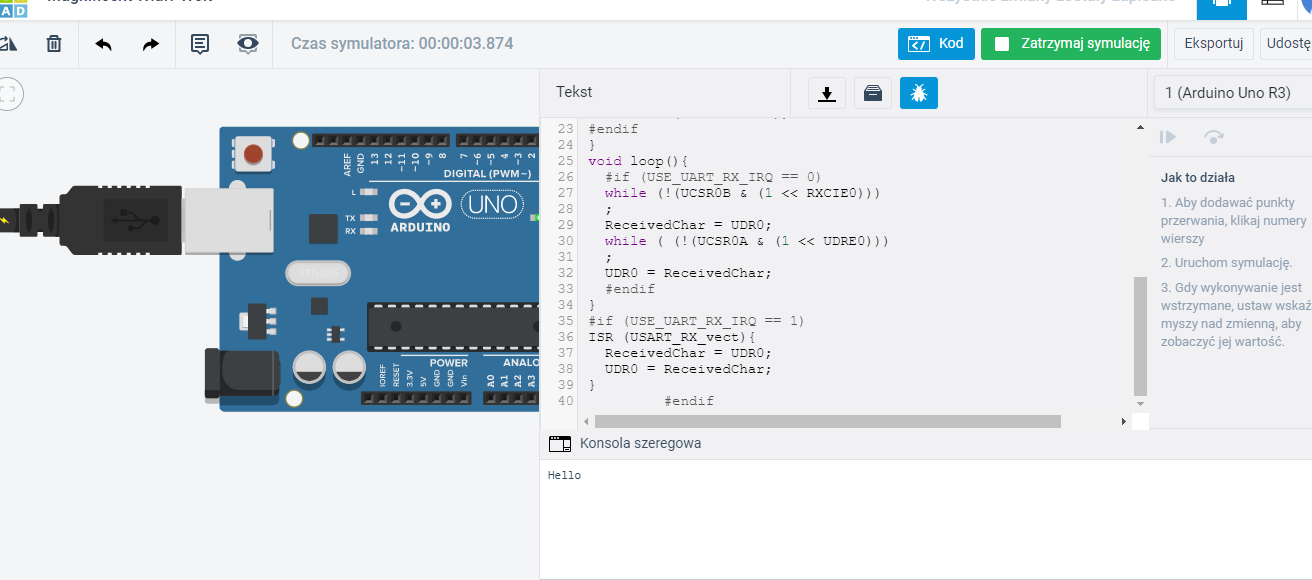 AD
Czas symulatora: 00:00:03.874
Kod
Zatrzymaj symulację
Eksportuj
Tekst
1 (Arduino Uno R3)
23 #endif
24 }
25 void loop(){
26 #if (USE_UART_RX_IRQ == 0)
27 while (!(UCSR0B & (1 << RXCIE0)))
28 ;
29 ReceivedChar = UDR0;
30 while ( (!(UCSR0A & (1 << UDRE0)))
31 ;
32 UDR0 = ReceivedChar;
33 #endif
34 }
35 #if (USE_UART_RX_IRQ == 1)
36 ISR (USART_RX_vect){
37 ReceivedChar = UDR0;
38 UDR0 = ReceivedChar;
39 }
40 #endif
Jak to działa
1. Aby dodawać punkty
przerwania, klikaj numery
wierszy
2. Uruchom symulację.
3. Gdy wykonywanie jest
wstrzymane, ustaw wskaź
myszy nad zmienną, aby
zobaczyć jej wartość.
AREF
GND
13
12
~11
~10
~9
8
7
~6
~5
4
~3
2
DIGITAL (PWM~)
L
TX
RX
UNO
ARDUINO
POWER
ANALO
IOREF
RESET
3.3V
5V
GND
GND
Vin
A0
A1
A2
A3
Konsola szeregowa
Hello